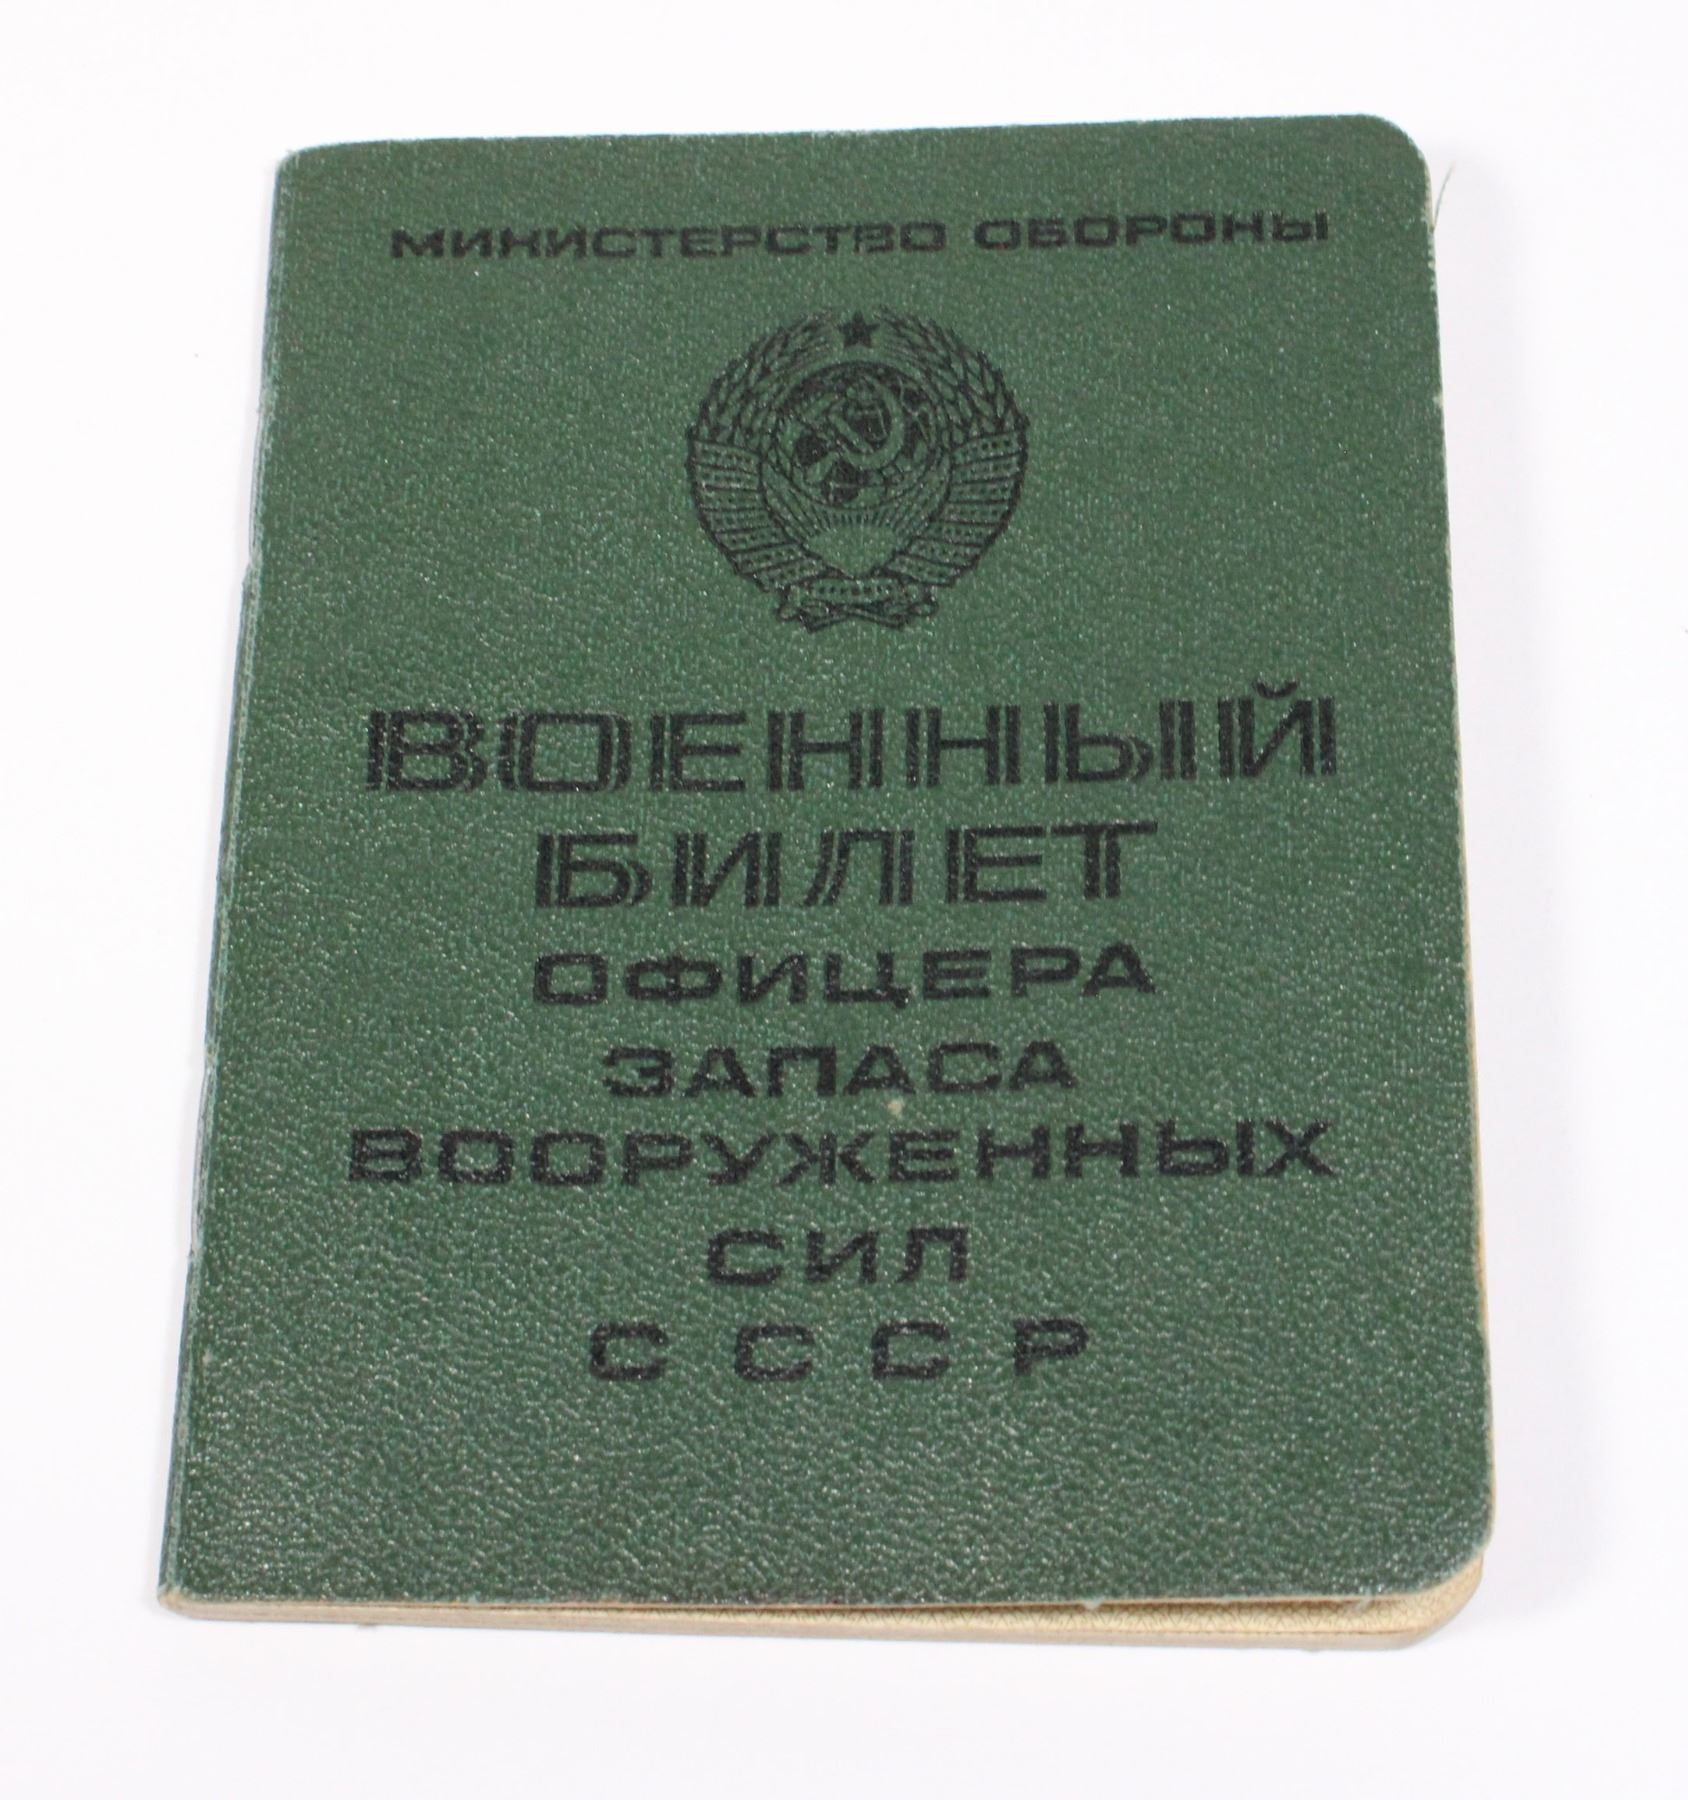 МИНИСТЕРСТВО ОБОРОНЫ
ВОЕННЫЙ
БИЛЕТ
ОФИЦЕРА
ЗАПАСА
ВООРУЖЕННЫХ
СИЛ
СССР